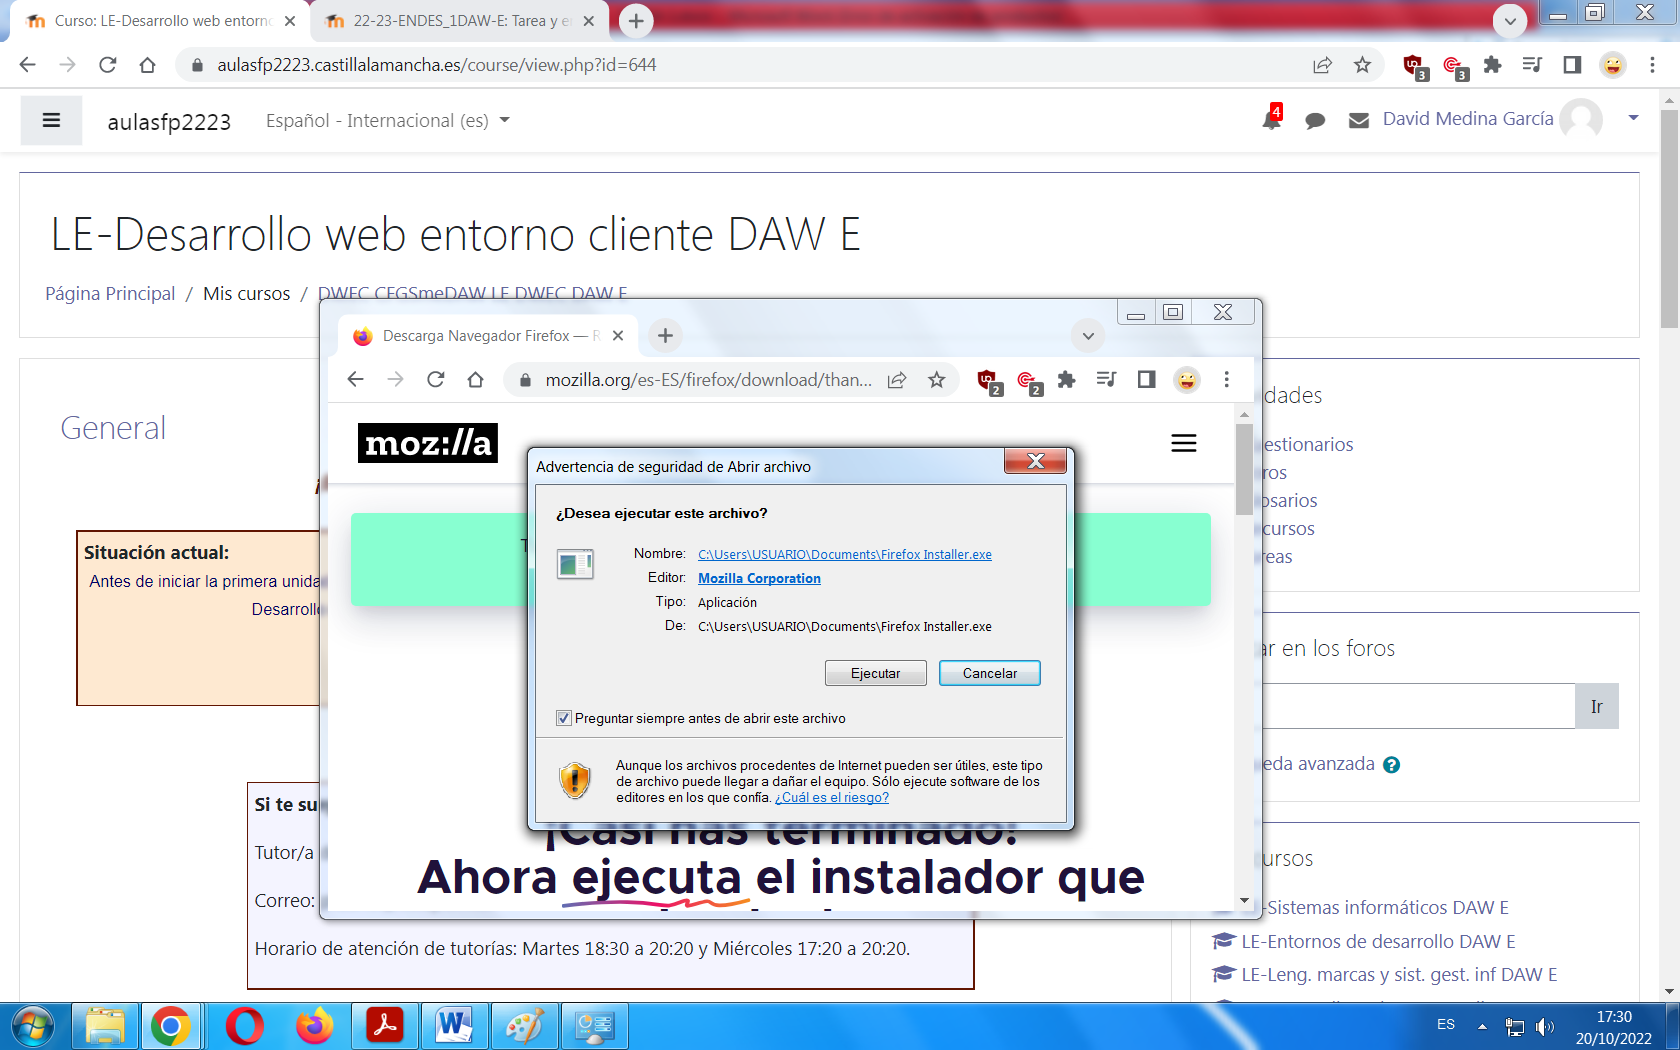 Curso: LE-Desarrollo web entorno
22-23-ENDES_1DAW-E: Tarea y e
aulasfp2223.castillalamancha.es/course/view.php?id=644
3
3
aulasfp2223
Español - Internacional (es)
4
David Medina García
LE-Desarrollo web entorno cliente DAW E
Página Principal / Mis cursos / DWEC CFGSmeDAW LE DWEC DAW E
General
Situación actual:
Antes de iniciar la primera unida
Desarrollo
Si te su
Tutor/a
Correo:
Horario de atención de tutorías: Martes 18:30 a 20:20 y Miércoles 17:20 a 20:20.
Descarga Navegador Firefox — R
mozilla.org/es-ES/firefox/download/than...
2
2
moz://a
Advertencia de seguridad de Abrir archivo
¿Desea ejecutar este archivo?
Nombre: C:\Users\USUARIO\Documents\Firefox Installer.exe
Editor: Mozilla Corporation
Tipo: Aplicación
De: C:\Users\USUARIO\Documents\Firefox Installer.exe
Ejecutar
Cancelar
Preguntar siempre antes de abrir este archivo
Aunque los archivos procedentes de Internet pueden ser útiles, este tipo
de archivo puede llegar a dañar el equipo. Sólo ejecute software de los
editores en los que confía. ¿Cuál es el riesgo?
¡Casi has terminado!
Ahora ejecuta el instalador que
dades
estionarios
ros
osarios
cursos
reas
ar en los foros
Ir
eda avanzada
ursos
-Sistemas informáticos DAW E
LE-Entornos de desarrollo DAW E
LE-Leng. marcas y sist. gest. inf DAW E
ES
17:30
20/10/2022